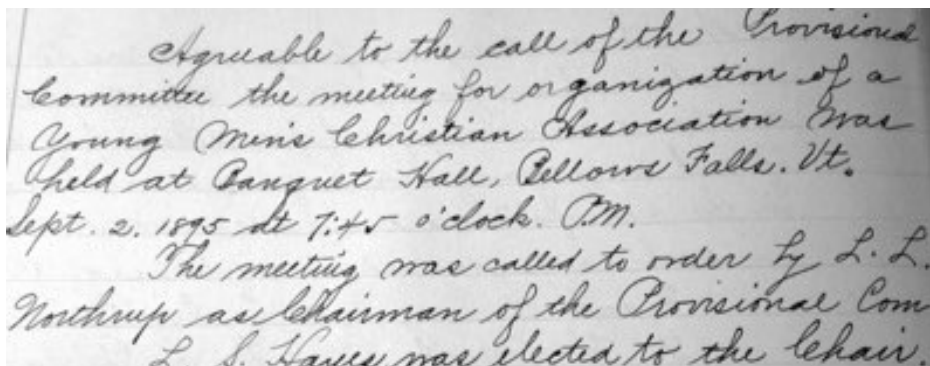 Agreeable to the call of the Provisional
Committee the meeting for organization of a
Young Men's Christian Association was
held at Banquet Hall, Bellows Falls. Vt.
Sept. 2. 1895 at 7:45 o'clock. P.M.
The meeting was called to order by L. L.
Northrup as Chairman of the Provisional Com
L. S. Hayes was elected to the Chair.